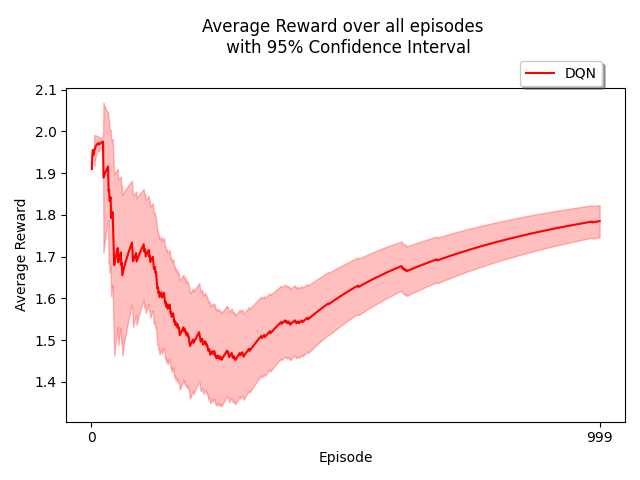 Average Reward over all episodes
with 95% Confidence Interval
DQN
2.1
2.0
1.9
1.8
1.7
1.6
1.5
1.4
Average Reward
0
999
Episode